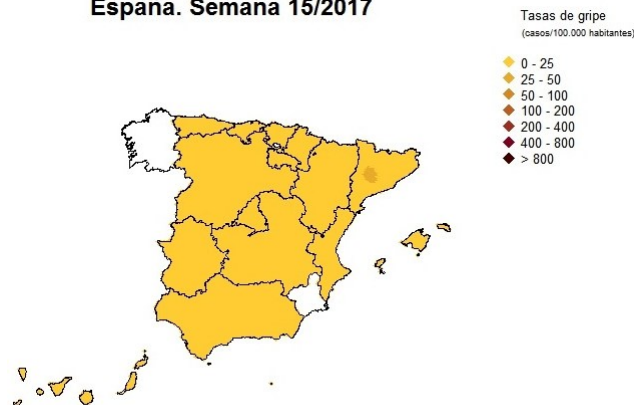 España. Semana 15/2017
Tasas de gripe
(casos/100.000 habitantes)
0 - 25
25 - 50
50 - 100
100 - 200
200 - 400
400 - 800
> 800